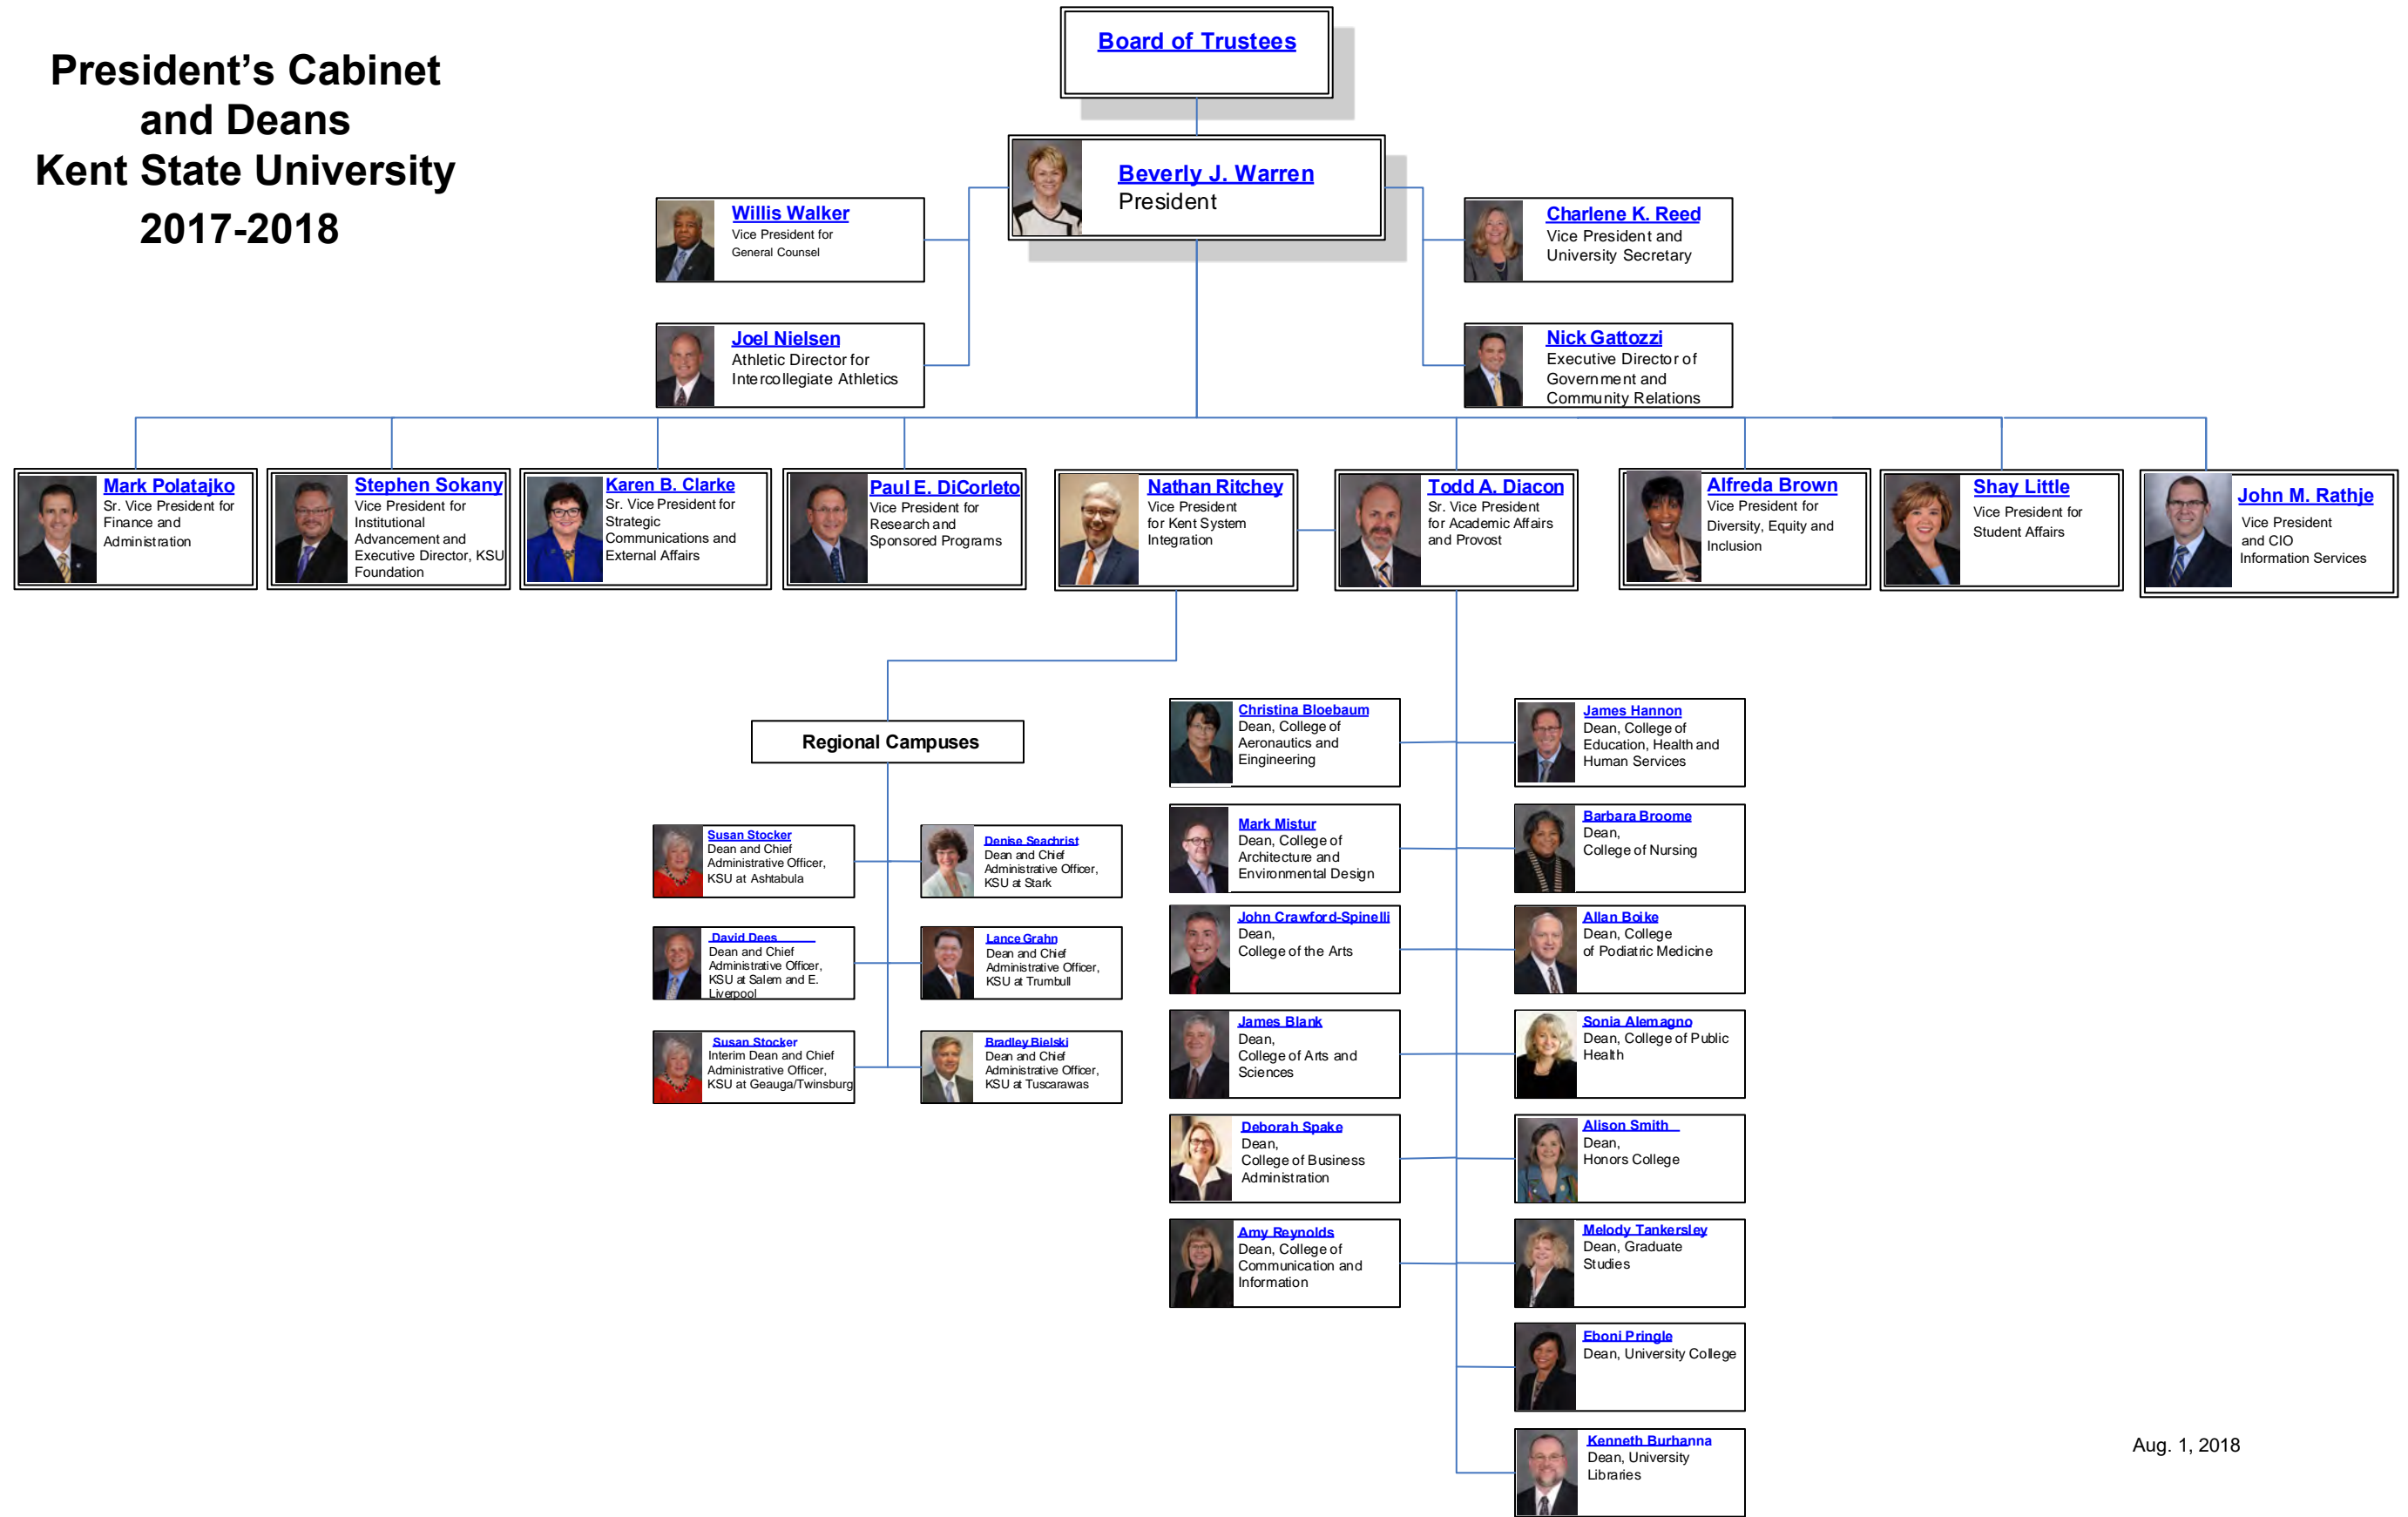 President's Cabinet
and Deans
Kent State University
2017-2018
Board of Trustees
Beverly J. Warren
President
Willis Walker
Vice President for
General Counsel
Charlene K. Reed
Vice President and
University Secretary
Joel Nielsen
Athletic Director for
Intercollegiate Athletics
Nick Gattozzi
Executive Director of
Government and
Community Relations
Mark Polatajko
Sr. Vice President for
Finance and
Administration
Stephen Sokany
Vice President for
Institutional
Advancement and
Executive Director, KSU
Foundation
Karen B. Clarke
Sr. Vice President for
Strategic
Communications and
External Affairs
Paul E. DiCorleto
Vice President for
Research and
Sponsored Programs
Nathan Ritchey
Vice President
for Kent System
Integration
Todd A. Diacon
Sr. Vice President
for Academic Affairs
and Provost
Alfreda Brown
Vice President for
Diversity, Equity and
Inclusion
Shay Little
Vice President for
Student Affairs
John M. Rathje
Vice President
and CIO
Information Services
Regional Campuses
Susan Stocker
Dean and Chief
Administrative Officer,
KSU at Ashtabula
Denise Seachrist
Dean and Chief
Administrative Officer,
KSU at Stark
David Dees
Dean and Chief
Administrative Officer,
KSU at Salem and E.
Liverpool
Lance Grahn
Dean and Chief
Administrative Officer,
KSU at Trumbull
Susan Stocker
Interim Dean and Chief
Administrative Officer,
KSU at Geauga/Twinsburg
Bradley Bielski
Dean and Chief
Administrative Officer,
KSU at Tuscarawas
Christina Bloebaum
Dean, College of
Aeronautics and
Eingineering
James Hannon
Dean, College of
Education, Health and
Human Services
Mark Mistur
Dean, College of
Architecture and
Environmental Design
Barbara Broome
Dean,
College of Nursing
John Crawford-Spinelli
Dean,
College of the Arts
Allan Boike
Dean, College
of Podiatric Medicine
James Blank
Dean,
College of Arts and
Sciences
Sonia Alemagno
Dean, College of Public
Health
Deborah Spake
Dean,
College of Business
Administration
Alison Smith
Dean,
Honors College
Amy Reynolds
Dean, College of
Communication and
Information
Melody Tankersley
Dean, Graduate
Studies
Eboni Pringle
Dean, University College
Kenneth Burhanna
Dean, University
Libraries
Aug. 1, 2018